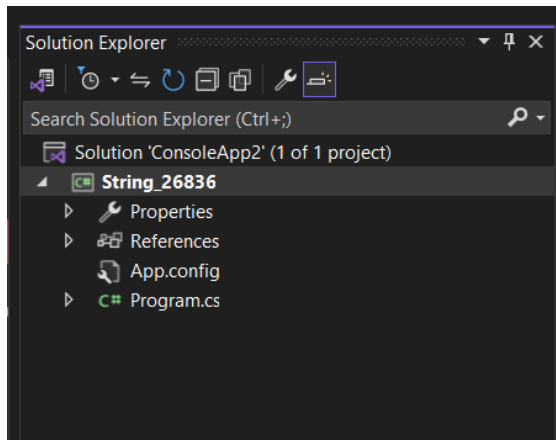 Solution Explorer
Search Solution Explorer (Ctrl+;)
Solution 'ConsoleApp2' (1 of 1 project)
C# String_26836
Properties
References
App.config
C# Program.cs